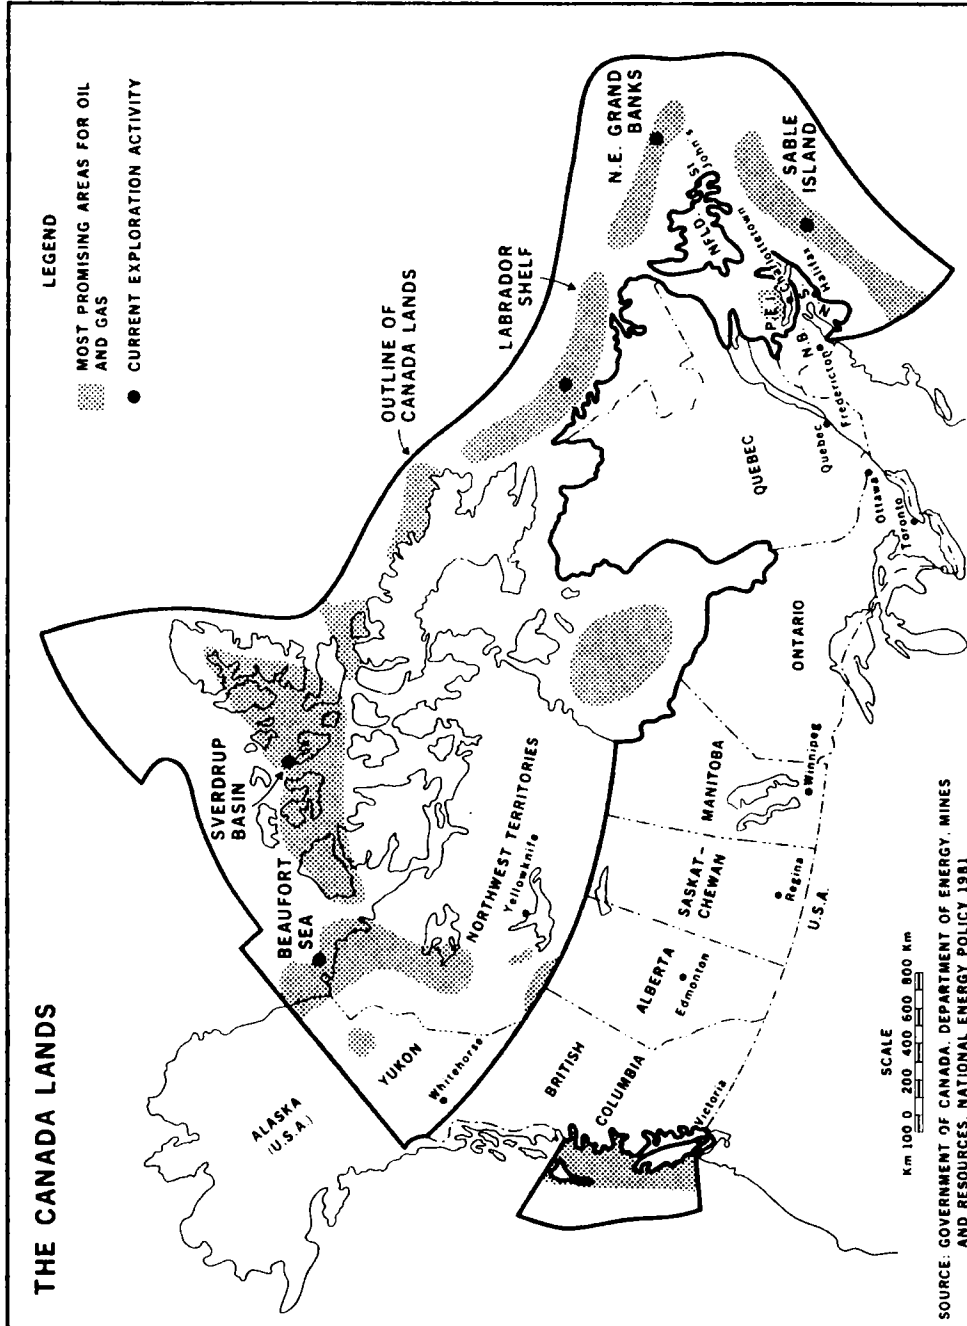 THE CANADA LANDS
LEGEND
MOST PROMISING AREAS FOR OIL
AND GAS
CURRENT EXPLORATION ACTIVITY
OUTLINE OF
CANADA LANDS
LABRADOR
SHELF
N.E. GRAND
BANKS
SABLE
ISLAND
SVERDRUP
BASIN
BEAUFORT
SEA
ALASKA
(U.S.A.)
YUKON
Whitehorse
NORTHWEST TERRITORIES
Yellowknife
BRITISH
COLUMBIA
Victoria
ALBERTA
Edmonton
SASKAT-
CHEWAN
Regina
MANITOBA
Winnipeg
U.S.A.
ONTARIO
Ottawa
Toronto
QUEBEC
Quebec
NFLD.
St
John's
P.E.I.
Charlottetown
N.B.
Fredericton
N.S.
Halifax
SCALE
Km 100 0 200 400 600 800 Km
SOURCE: GOVERNMENT OF CANADA, DEPARTMENT OF ENERGY, MINES
AND RESOURCES, NATIONAL ENERGY POLICY 1981